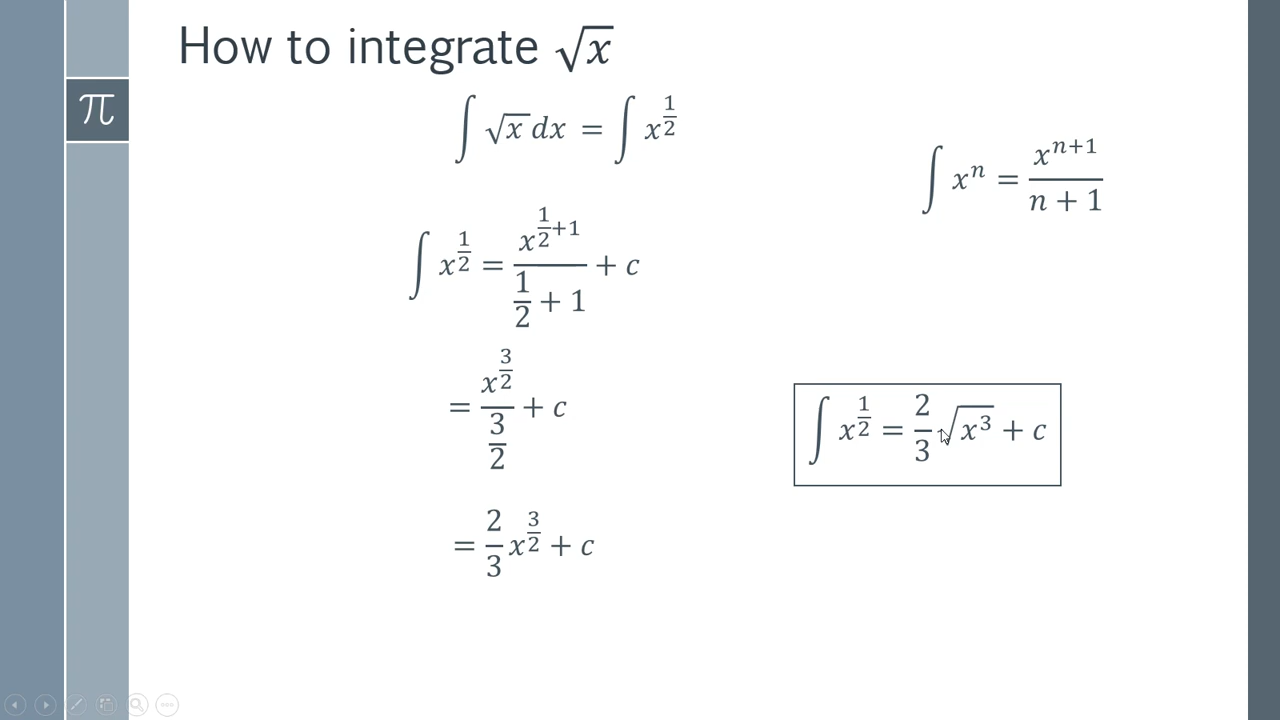 How to integrate √x
π
∫ √x dx = ∫ x^(1/2)
∫ x^n = x^(n+1) / (n + 1)
∫ x^(1/2) = x^(1/2+1) / (1/2 + 1) + c
= x^(3/2) / (3/2) + c
∫ x^(1/2) = 2/3 √(x^3) + c
= 2/3 x^(3/2) + c